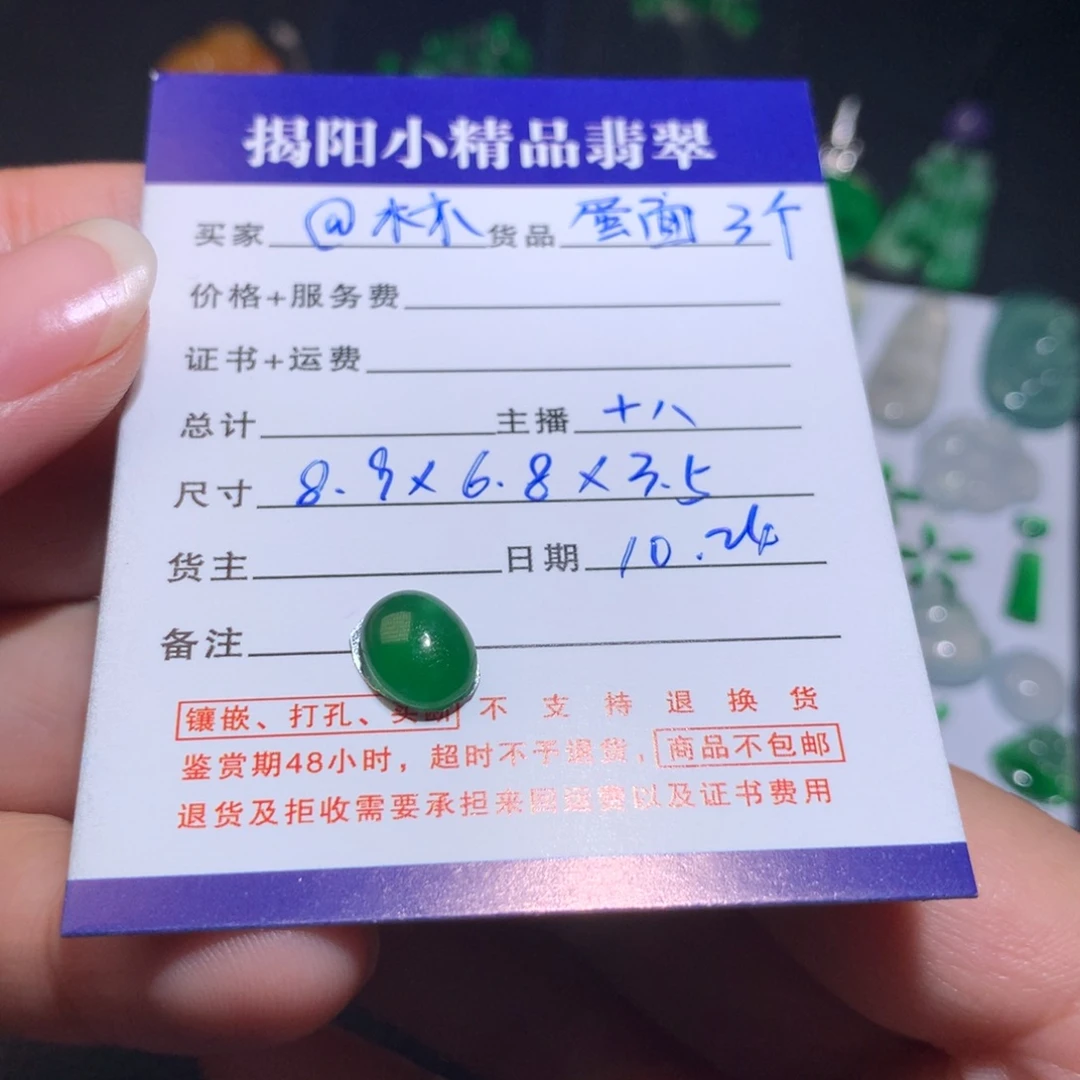 揭阳小精品翡翠
买家 @木木 货品 蛋面 3个
价格+服务费
证书+运费
总计 主播 十八
尺寸 8.9×6.8×3.5
货主 日期 10.24
备注
镶嵌、打孔、 不支持退换货
鉴赏期48小时，超时不予退货，商品不包邮
退货及拒收需要承担来回运费以及证书费用